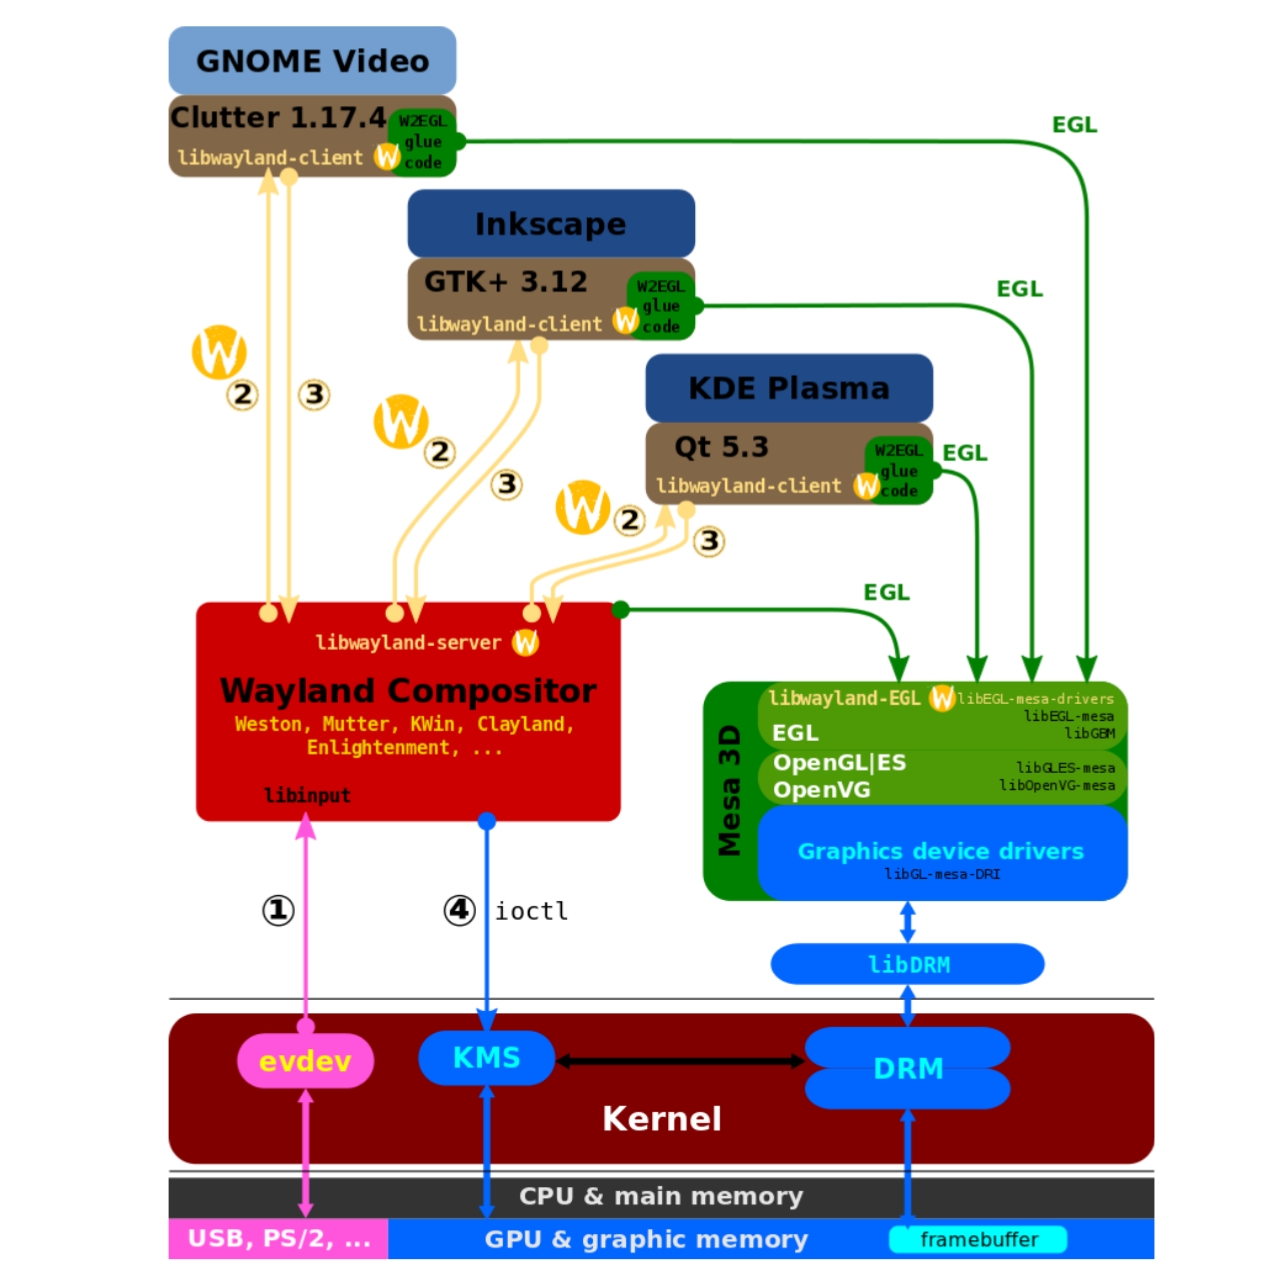 GNOME Video
Clutter 1.17.4
libwayland-client W
W2EGL
glue
code
EGL
Inkscape
GTK+ 3.12
libwayland-client W
W2EGL
glue
code
EGL
KDE Plasma
Qt 5.3
libwayland-client W
W2EGL
glue
code
EGL
W
2
3
W
2
3
W
2
3
EGL
libwayland-server W
Wayland Compositor
Weston, Mutter, KWin, Clayland,
Enlightenment, ...
libinput
Mesa 3D
libwayland-EGL W libEGL-mesa-drivers
libEGL-mesa
libGBM
EGL
OpenGL|ES
OpenVG
libGLES-mesa
libOpenVG-mesa
Graphics device drivers
libGL-mesa-DRI
1
4 ioctl
libDRM
evdev
KMS
DRM
Kernel
CPU & main memory
USB, PS/2, ...
GPU & graphic memory
framebuffer